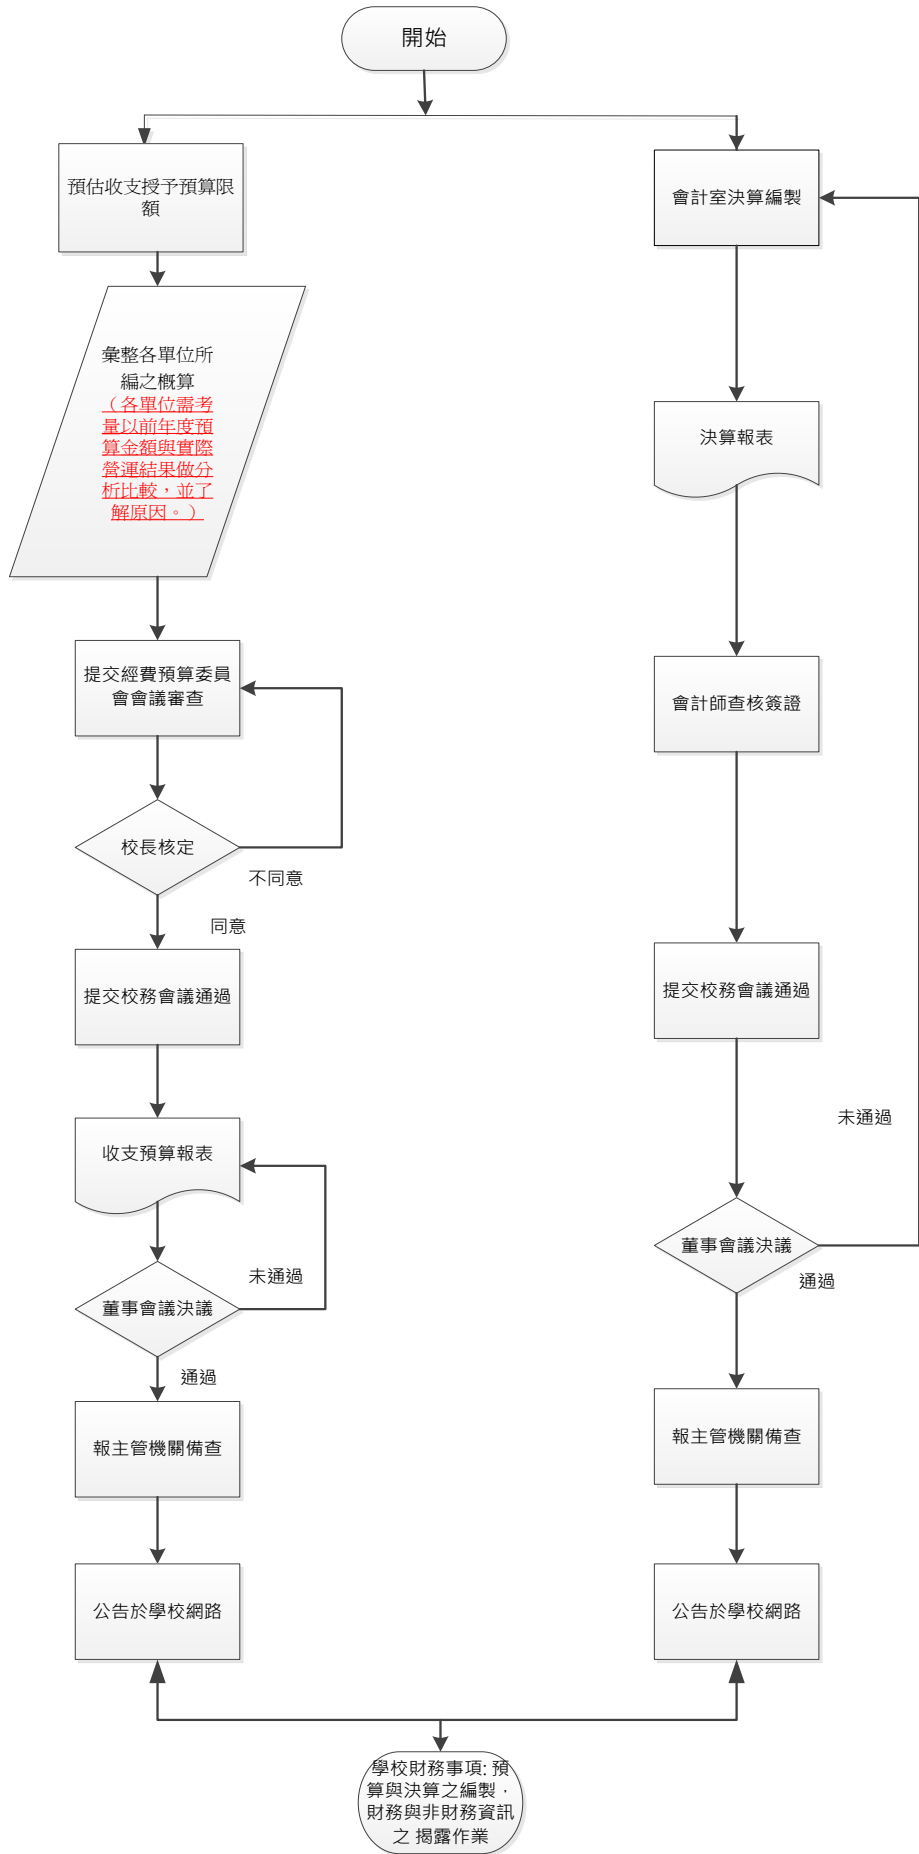 開始
預估收支授予預算限
額
彙整各單位所
編之概算
（各單位需考
量以前年度預
算金額與實際
營運結果做分
析比較，並了
解原因。）
提交經費預算委員
會會議審查
校長核定
不同意
同意
提交校務會議通過
收支預算報表
未通過
董事會議決議
通過
報主管機關備查
公告於學校網路
會計室決算編製
決算報表
會計師查核簽證
提交校務會議通過
未通過
董事會議決議
通過
報主管機關備查
公告於學校網路
學校財務事項: 預
算與決算之編製．
財務與非財務資訊
之 揭露作業